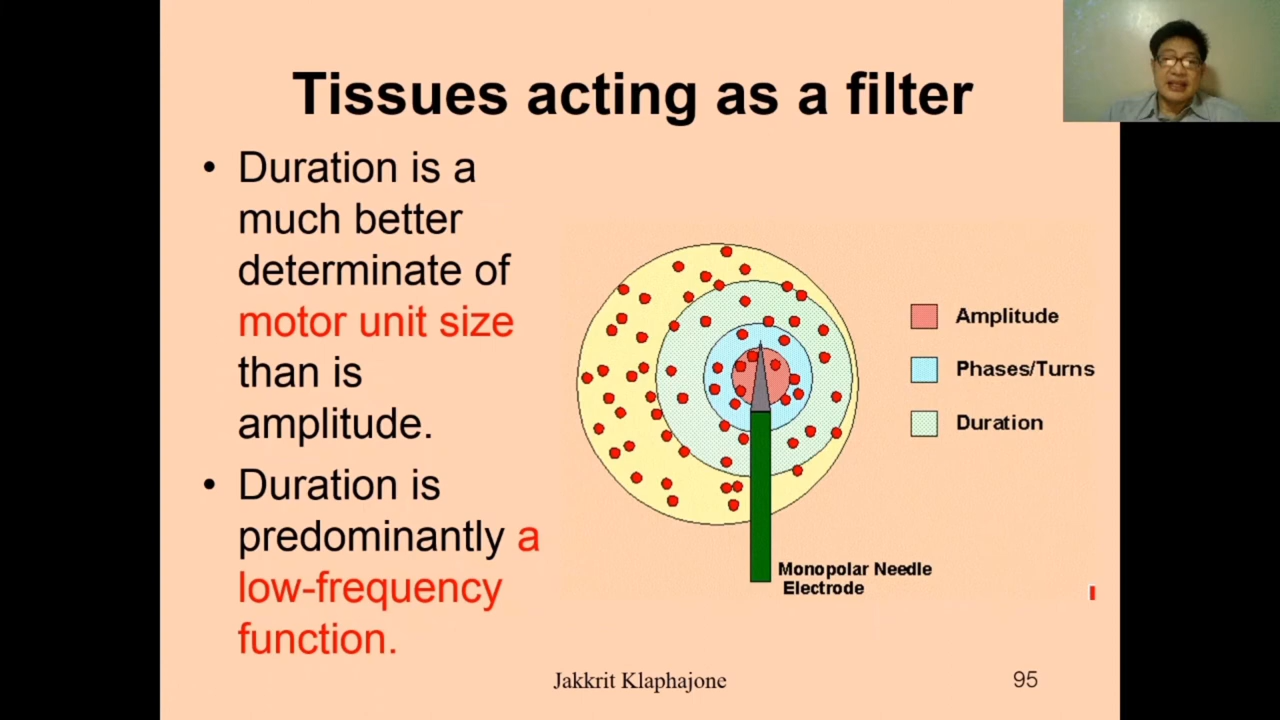 Tissues acting as a filter
• Duration is a
much better
determinate of
motor unit size
than is
amplitude.
• Duration is
predominantly a
low-frequency
function.
Amplitude
Phases/Turns
Duration
Monopolar Needle
Electrode
Jakkrit Klaphajone
95